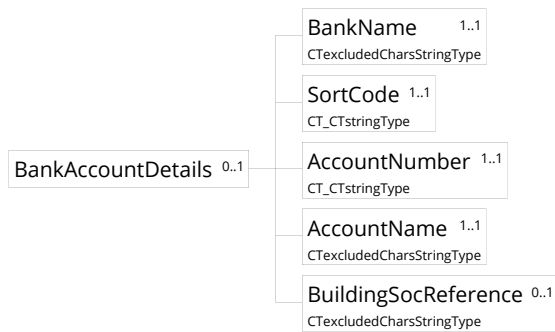 BankName 1..1
CTexcludedCharsStringType
SortCode 1..1
CT_CTstringType
BankAccountDetails 0..1
AccountNumber 1..1
CT_CTstringType
AccountName 1..1
CTexcludedCharsStringType
BuildingSocReference 0..1
CTexcludedCharsStringType